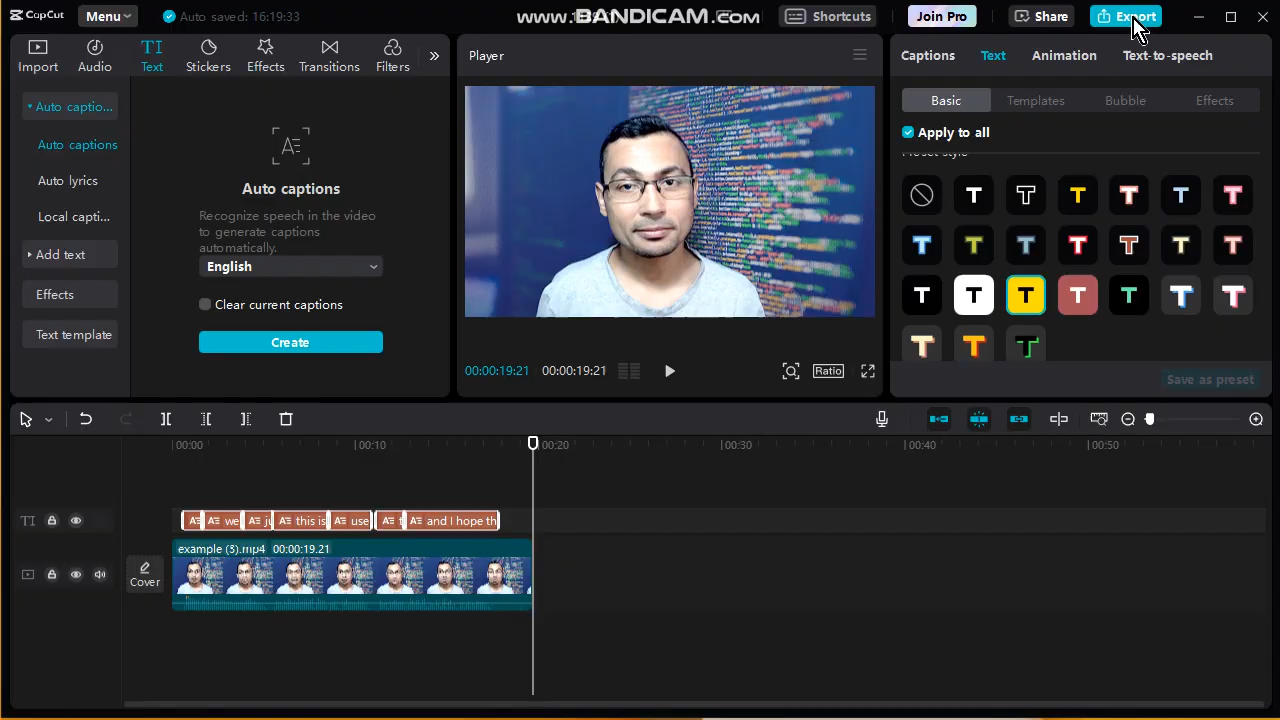 CapCut
Menu
Auto saved: 16:19:33
www.BANDICAM.com
Shortcuts
Join Pro
Share
Export
Import
Audio
Text
Stickers
Effects
Transitions
Filters
Auto captio...
Auto captions
Auto lyrics
Local capti...
Add text
Effects
Text template
Auto captions
Recognize speech in the video
to generate captions
automatically.
English
Clear current captions
Create
Player
00:00:19:21
00:00:19:21
Ratio
Captions
Text
Animation
Text-to-speech
Basic
Templates
Bubble
Effects
Apply to all
Preset style
Save as preset
00:00
00:10
00:20
00:30
00:40
00:50
we
this is
use
t
and I hope th
example (3).mp4 00:00:19:21
Cover